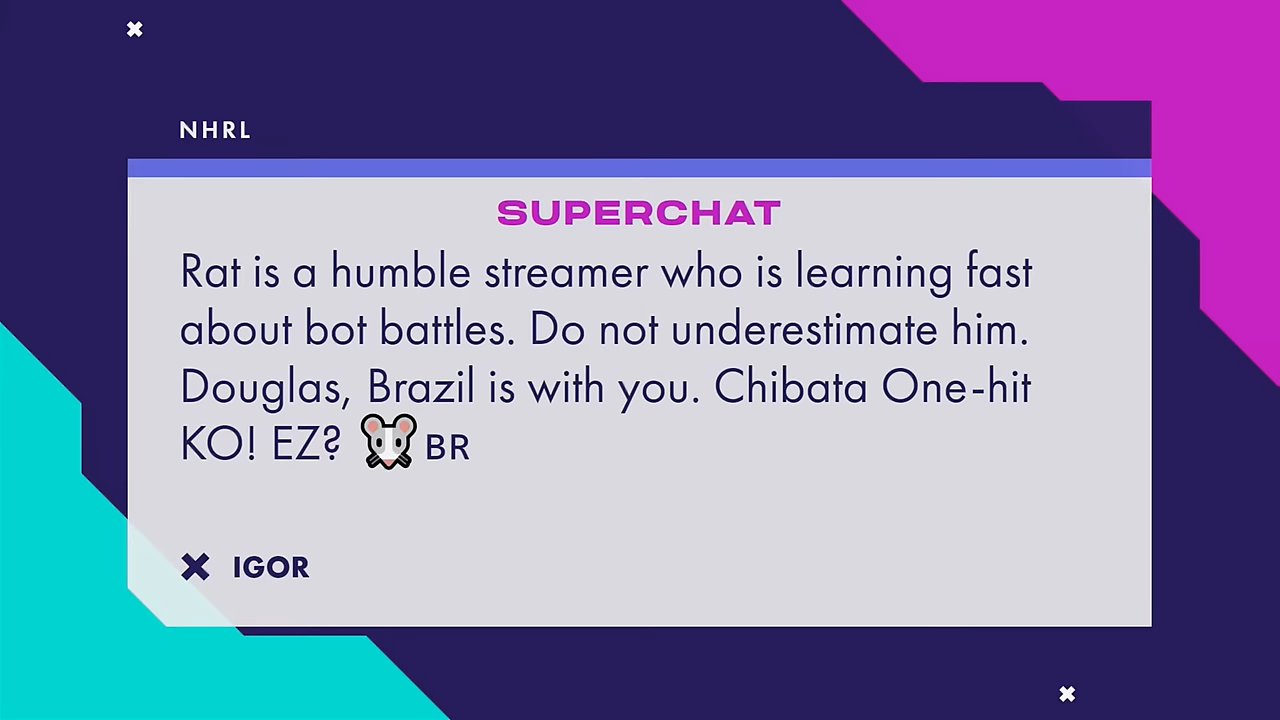 NHRL
SUPERCHAT
Rat is a humble streamer who is learning fast
about bot battles. Do not underestimate him.
Douglas, Brazil is with you. Chibata One-hit
KO! EZ? 🐭 BR
IGOR